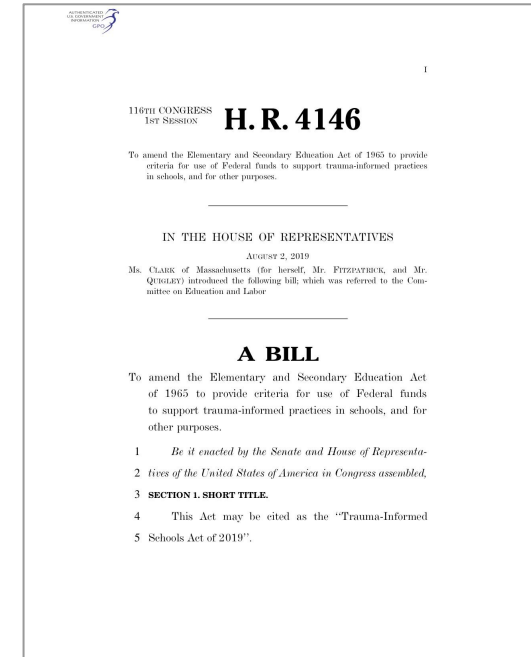 AUTHENTICATED
U.S. GOVERNMENT
INFORMATION
GPO
I
116TH CONGRESS
1ST SESSION
H. R. 4146
To amend the Elementary and Secondary Education Act of 1965 to provide
criteria for use of Federal funds to support trauma-informed practices
in schools, and for other purposes.
IN THE HOUSE OF REPRESENTATIVES
AUGUST 2, 2019
Ms. CLARK of Massachusetts (for herself, Mr. FITZPATRICK, and Mr.
QUIGLEY) introduced the following bill; which was referred to the Com-
mittee on Education and Labor
A BILL
To amend the Elementary and Secondary Education Act
of 1965 to provide criteria for use of Federal funds
to support trauma-informed practices in schools, and for
other purposes.
1 Be it enacted by the Senate and House of Representa-
2 tives of the United States of America in Congress assembled,
3 SECTION 1. SHORT TITLE.
4 This Act may be cited as the ‘‘Trauma-Informed
5 Schools Act of 2019’’.